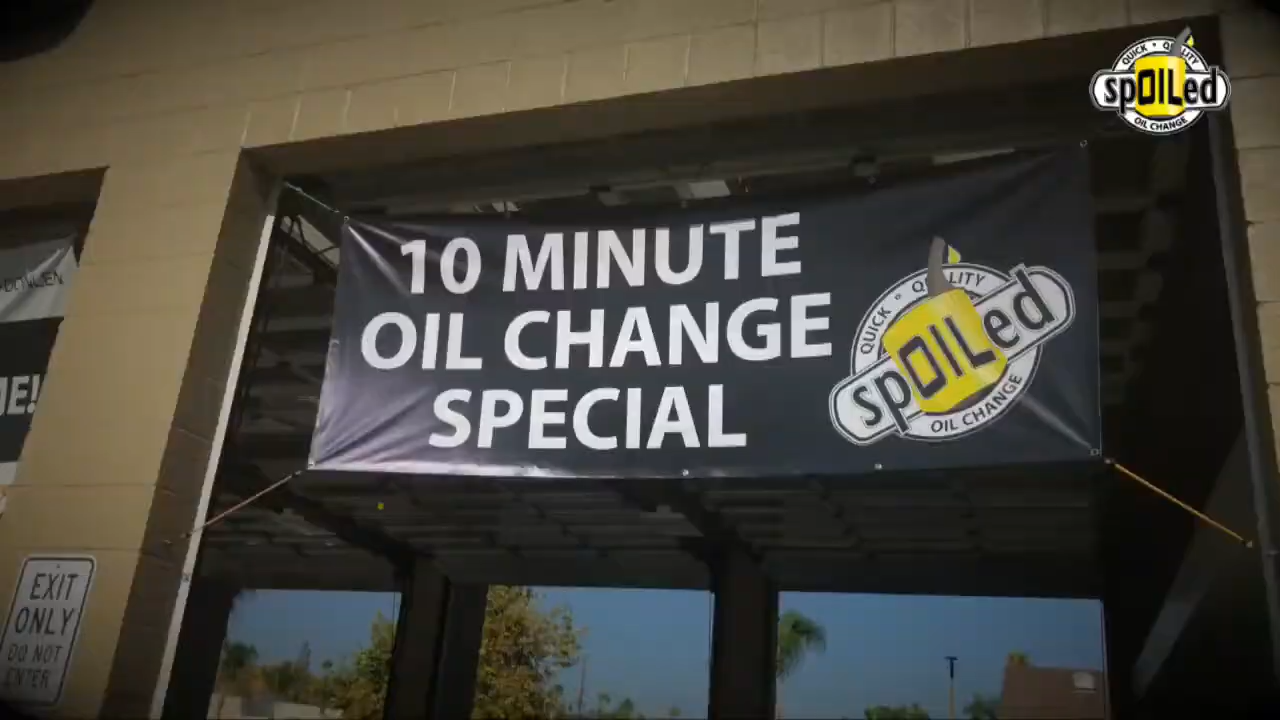 QUICK • QUALITY
spOILed
OIL CHANGE
10 MINUTE
OIL CHANGE
SPECIAL
QUICK • QUALITY
spOILed
OIL CHANGE
EXIT
ONLY
DO NOT
ENTER